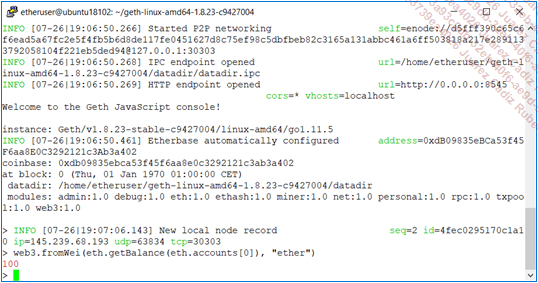 etheruser@ubuntu18102: ~/geth-linux-amd64-1.8.23-c9427004
INFO [07-26|19:06:50.266] Started P2P networking self=enode://d5fff390c65c6
f6ead5a67fc2e5f4fb5b6d8de117fe0451627d8c75ef98c5dbfbeb82c3165a131abbc461a6ff503818a217e289113
3792058104f221eb5ded94@127.0.0.1:30303
INFO [07-26|19:06:50.268] IPC endpoint opened url=/home/etheruser/geth-l
inux-amd64-1.8.23-c9427004/datadir/datadir.ipc
INFO [07-26|19:06:50.269] HTTP endpoint opened url=http://0.0.0.0:8545
cors=* vhosts=localhost
Welcome to the Geth JavaScript console!
instance: Geth/v1.8.23-stable-c9427004/linux-amd64/go1.11.5
INFO [07-26|19:06:50.461] Etherbase automatically configured address=0xdB09835eBCa53f45
F6aa8E0C3292121c3Ab3a402
coinbase: 0xdb09835ebca53f45f6aa8e0c3292121c3ab3a402
at block: 0 (Thu, 01 Jan 1970 01:00:00 CET)
datadir: /home/etheruser/geth-linux-amd64-1.8.23-c9427004/datadir
modules: admin:1.0 debug:1.0 eth:1.0 ethash:1.0 miner:1.0 net:1.0 personal:1.0 rpc:1.0 txpoo
l:1.0 web3:1.0
> INFO [07-26|19:07:06.143] New local node record seq=2 id=4fec0295170c1a1
0 ip=145.239.68.193 udp=63834 tcp=30303
> web3.fromWei(eth.getBalance(eth.accounts[0]), "ether")
100
>